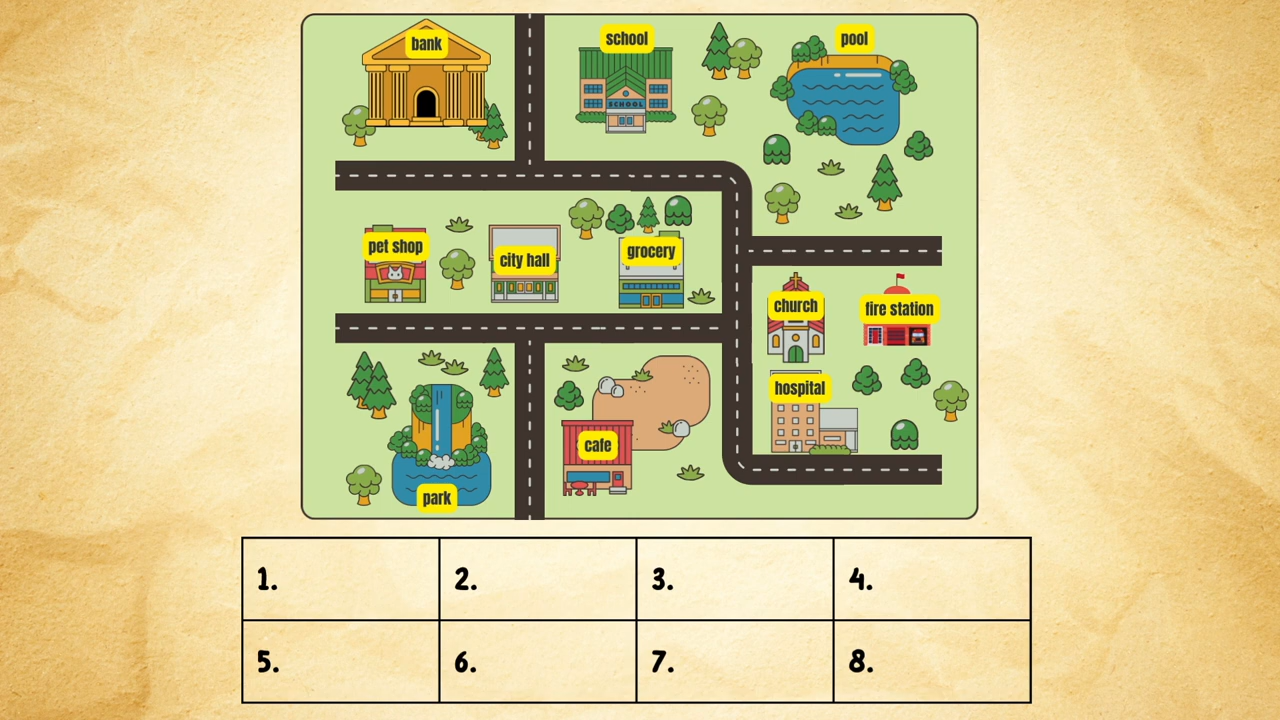 bank
school
pool
SCHOOL
pet shop
city hall
grocery
church
fire station
hospital
cafe
park
1.
2.
3.
4.
5.
6.
7.
8.